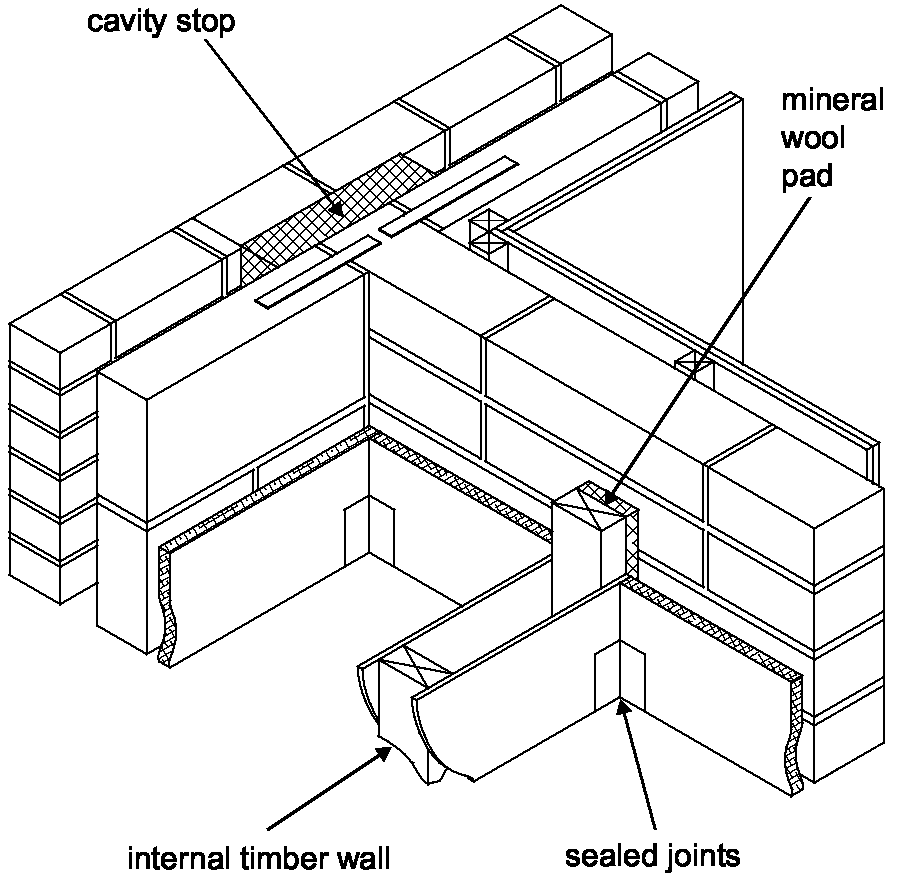 cavity stop
mineral
wool
pad
internal timber wall
sealed joints